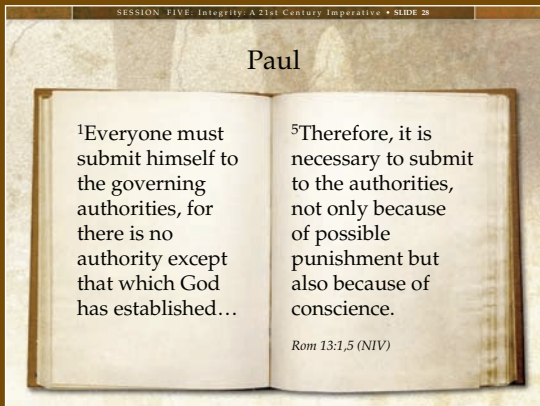 SESSION FIVE: Integrity: A 21st Century Imperative • SLIDE 28
Paul
¹Everyone must
submit himself to
the governing
authorities, for
there is no
authority except
that which God
has established…
⁵Therefore, it is
necessary to submit
to the authorities,
not only because
of possible
punishment but
also because of
conscience.
Rom 13:1,5 (NIV)